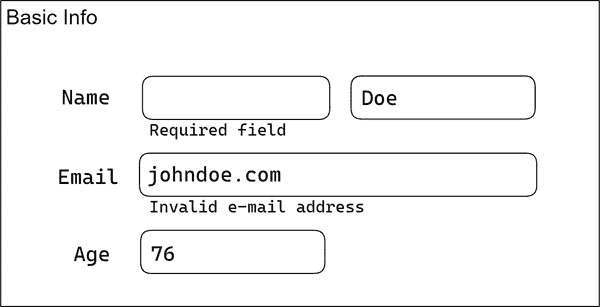 Basic Info
Name Doe
Required field
Email johndoe.com
Invalid e-mail address
Age 76